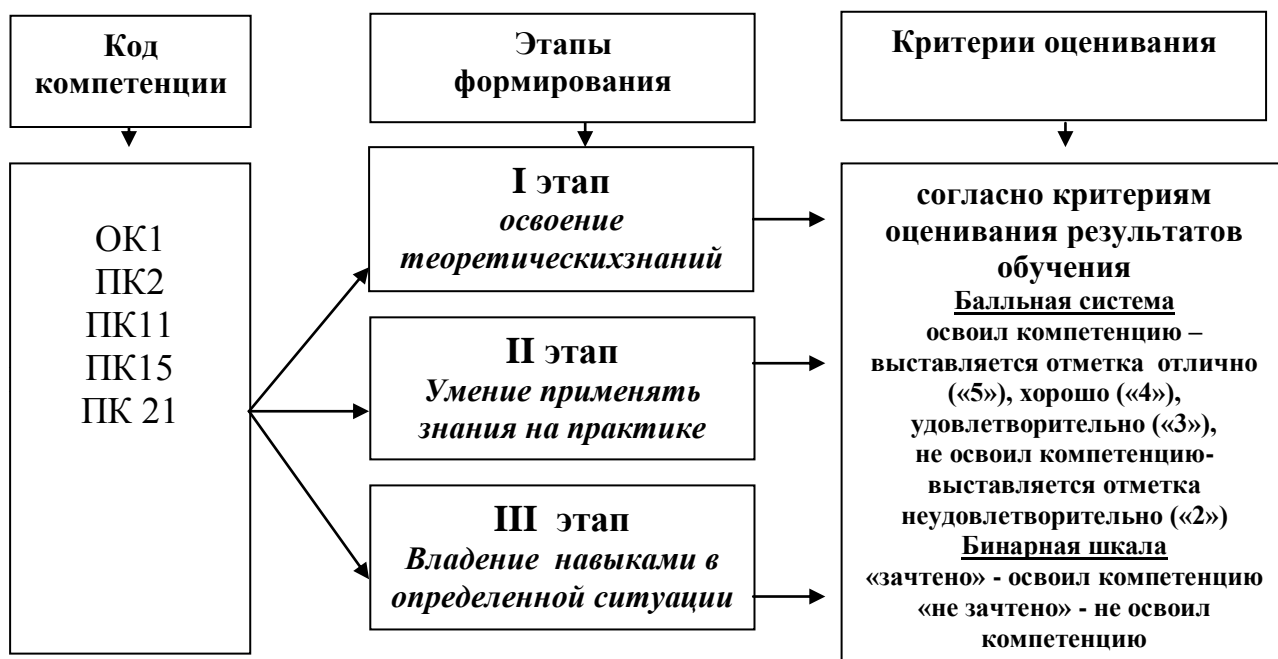 Код
компетенции
Этапы
формирования
Критерии оценивания
ОК1
ПК2
ПК11
ПК15
ПК 21
I этап
освоение
теоретическихзнаний
II этап
Умение применять
знания на практике
III этап
Владение навыками в
определенной ситуации
согласно критериям
оценивания результатов
обучения
Балльная система
освоил компетенцию –
выставляется отметка отлично
(«5»), хорошо («4»),
удовлетворительно («3»),
не освоил компетенцию-
выставляется отметка
неудовлетворительно («2»)
Бинарная шкала
«зачтено» - освоил компетенцию
«не зачтено» - не освоил
компетенцию